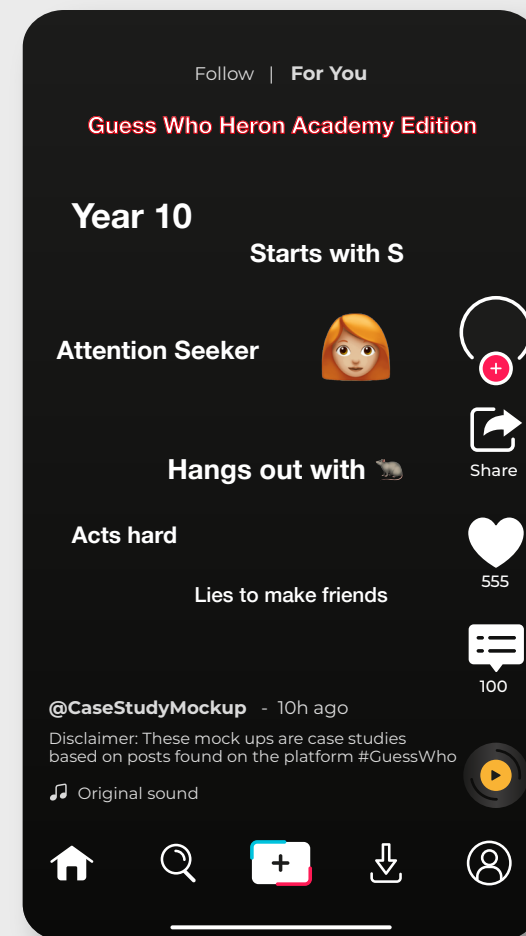 Follow | For You
Guess Who Heron Academy Edition
Year 10
Starts with S
Attention Seeker
Hangs out with 🐀
Acts hard
Lies to make friends
Share
555
100
@CaseStudyMockup - 10h ago
Disclaimer: These mock ups are case studies
based on posts found on the platform #GuessWho
Original sound